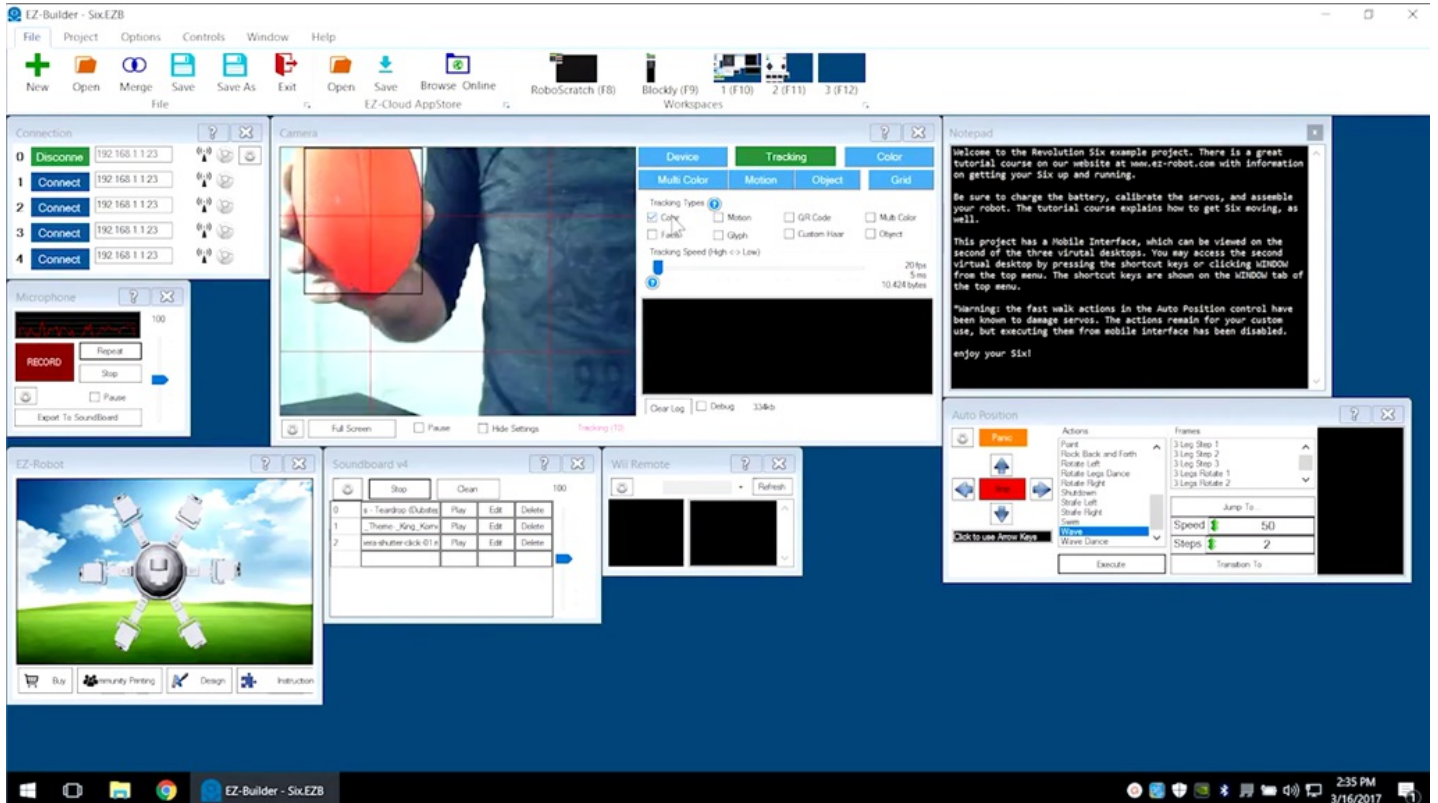 EZ-Builder - Six.EZB
File Project Options Controls Window Help
New Open Merge Save Save As Exit Open Save Browse Online RoboScratch (F8) Blockly (F9) 1 (F10) 2 (F11) 3 (F12)
File EZ-Cloud AppStore Workspaces
Connection
0 Disconne 192.168.1.1:23
1 Connect 192.168.1.1:23
2 Connect 192.168.1.1:23
3 Connect 192.168.1.1:23
4 Connect 192.168.1.1:23
Camera
Device Tracking Color
Multi Color Motion Object Grid
Tracking Types
Color Motion QR Code Multi Color
Glyph Custom Haar Object
Tracking Speed (High <-> Low)
20 fps
5 ms
10,424 bytes
Clear Log Debug 334kb
Full Screen Pause Hide Settings Tracking (10)
Notepad
Welcome to the Revolution Six example project. There is a great
tutorial course on our website at www.ez-robot.com with information
on getting your Six up and running.
Be sure to charge the battery, calibrate the servos, and assemble
your robot. The tutorial course explains how to get Six moving, as
well.
This project has a Mobile Interface, which can be viewed on the
second of the three virutal desktops. You may access the second
virtual desktop by pressing the shortcut keys or clicking WINDOW
from the top menu. The shortcut keys are shown on the WINDOW tab of
the top menu.
*Warning: the fast walk actions in the Auto Position control have
been known to damage servos. The actions remain for your custom
use, but executing them from mobile interface has been disabled.
enjoy your Six!
Microphone
100
RECORD
Repeat
Stop
Pause
Export To SoundBoard
EZ-Robot
Buy mmunity Printing Design Instruction
Soundboard v4
Stop Clean 100
0 s - Teardrop (Dubstep Play Edit Delete
1 _Theme-_King_Korn Play Edit Delete
2 era-shutter-click-01 Play Edit Delete
Wii Remote
Refresh
Auto Position
Panic
Stop
Click to use Arrow Keys
Actions
Point
Rock Back and Forth
Rotate Left
Rotate Legs Dance
Rotate Right
Shutdown
Strafe Left
Strafe Right
Swim
Wave
Wave Dance
Execute
Frames
3 Leg Step 1
3 Leg Step 2
3 Leg Step 3
3 Legs Rotate 1
3 Legs Rotate 2
Jump To...
Speed 50
Steps 2
Transition To...
EZ-Builder - Six.EZB
2:35 PM
3/16/2017